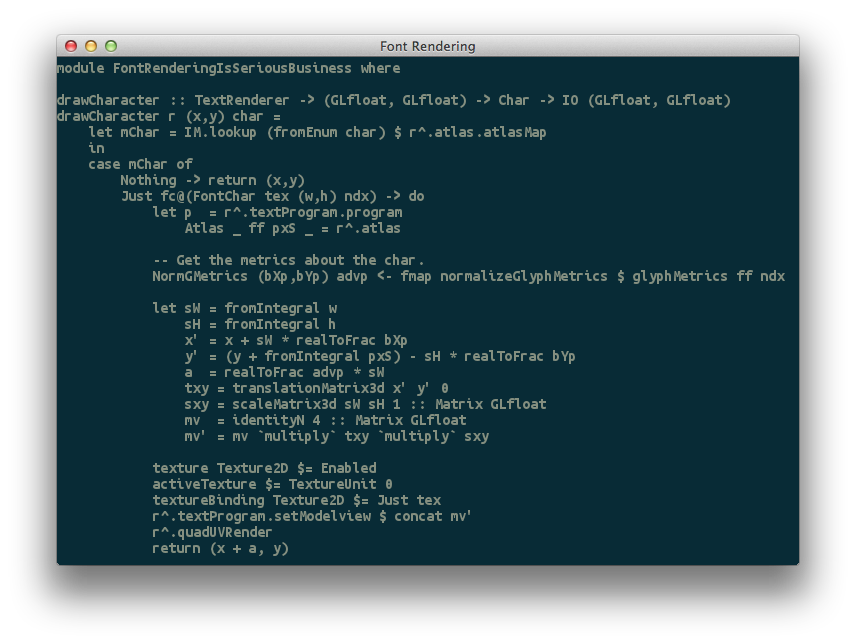 Font Rendering
module FontRenderingIsSeriousBusiness where

drawCharacter :: TextRenderer -> (GLfloat, GLfloat) -> Char -> IO (GLfloat, GLfloat)
drawCharacter r (x,y) char =
    let mChar = IM.lookup (fromEnum char) $ r^.atlas.atlasMap
    in
    case mChar of
        Nothing -> return (x,y)
        Just fc@(FontChar tex (w,h) ndx) -> do
            let p  = r^.textProgram.program
                Atlas _ ff pxS _ = r^.atlas

            -- Get the metrics about the char.
            NormGMetrics (bXp,bYp) advp <- fmap normalizeGlyphMetrics $ glyphMetrics ff ndx

            let sW = fromIntegral w
                sH = fromIntegral h
                x' = x + sW * realToFrac bXp
                y' = (y + fromIntegral pxS) - sH * realToFrac bYp
                a  = realToFrac advp * sW
                txy = translationMatrix3d x' y' 0
                sxy = scaleMatrix3d sW sH 1 :: Matrix GLfloat
                mv  = identityN 4 :: Matrix GLfloat
                mv' = mv `multiply` txy `multiply` sxy

            texture Texture2D $= Enabled
            activeTexture $= TextureUnit 0
            textureBinding Texture2D $= Just tex
            r^.textProgram.setModelview $ concat mv'
            r^.quadUVRender
            return (x + a, y)